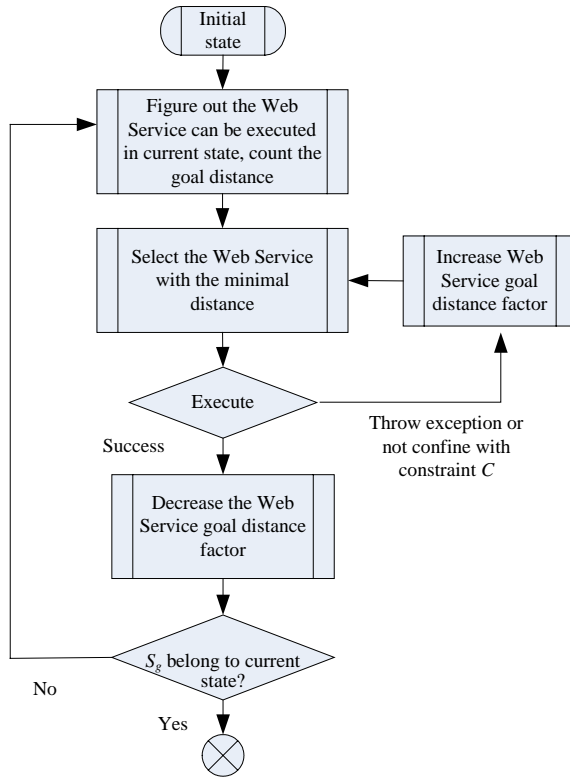 Initial
state
Figure out the Web
Service can be executed
in current state, count the
goal distance
Select the Web Service
with the minimal
distance
Increase Web
Service goal
distance factor
Execute
Throw exception or
not confine with
constraint C
Success
Decrease the Web
Service goal distance
factor
Sg belong to current
state?
No
Yes